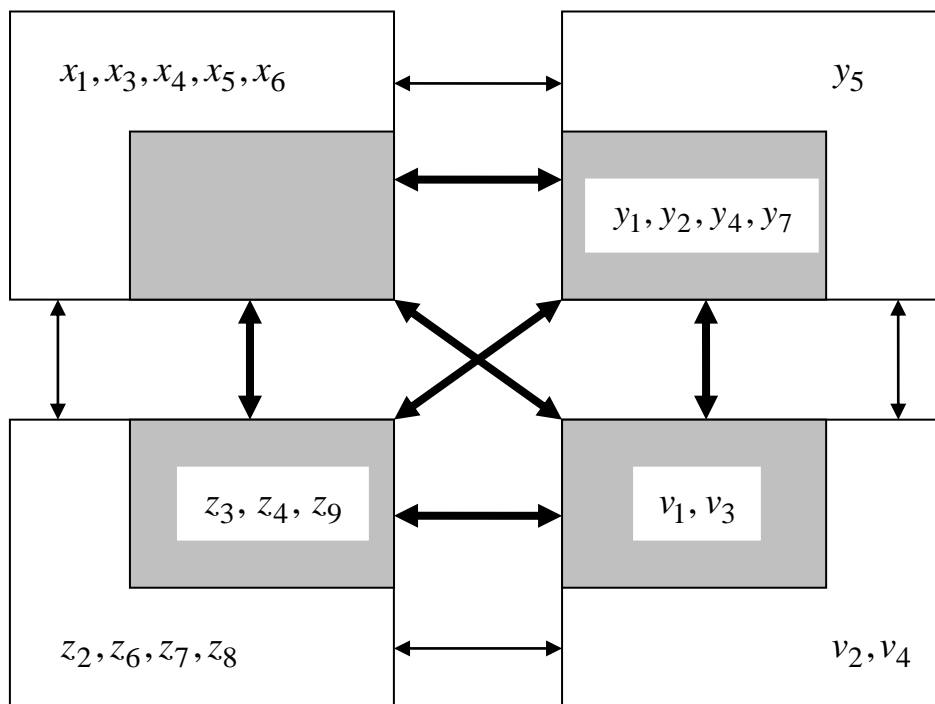 x₁, x₃, x₄, x₅, x₆
y₅
y₁, y₂, y₄, y₇
z₃, z₄, z₉
v₁, v₃
z₂, z₆, z₇, z₈
v₂, v₄